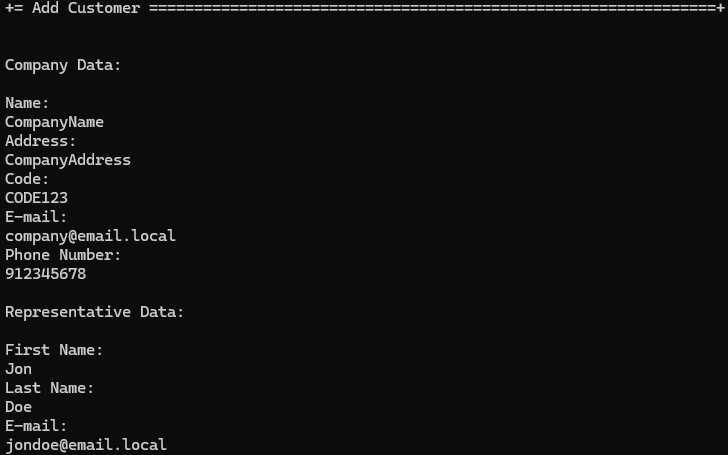 += Add Customer ===============================================================+
Company Data:
Name:
CompanyName
Address:
CompanyAddress
Code:
CODE123
E-mail:
company@email.local
Phone Number:
912345678
Representative Data:
First Name:
Jon
Last Name:
Doe
E-mail:
jondoe@email.local